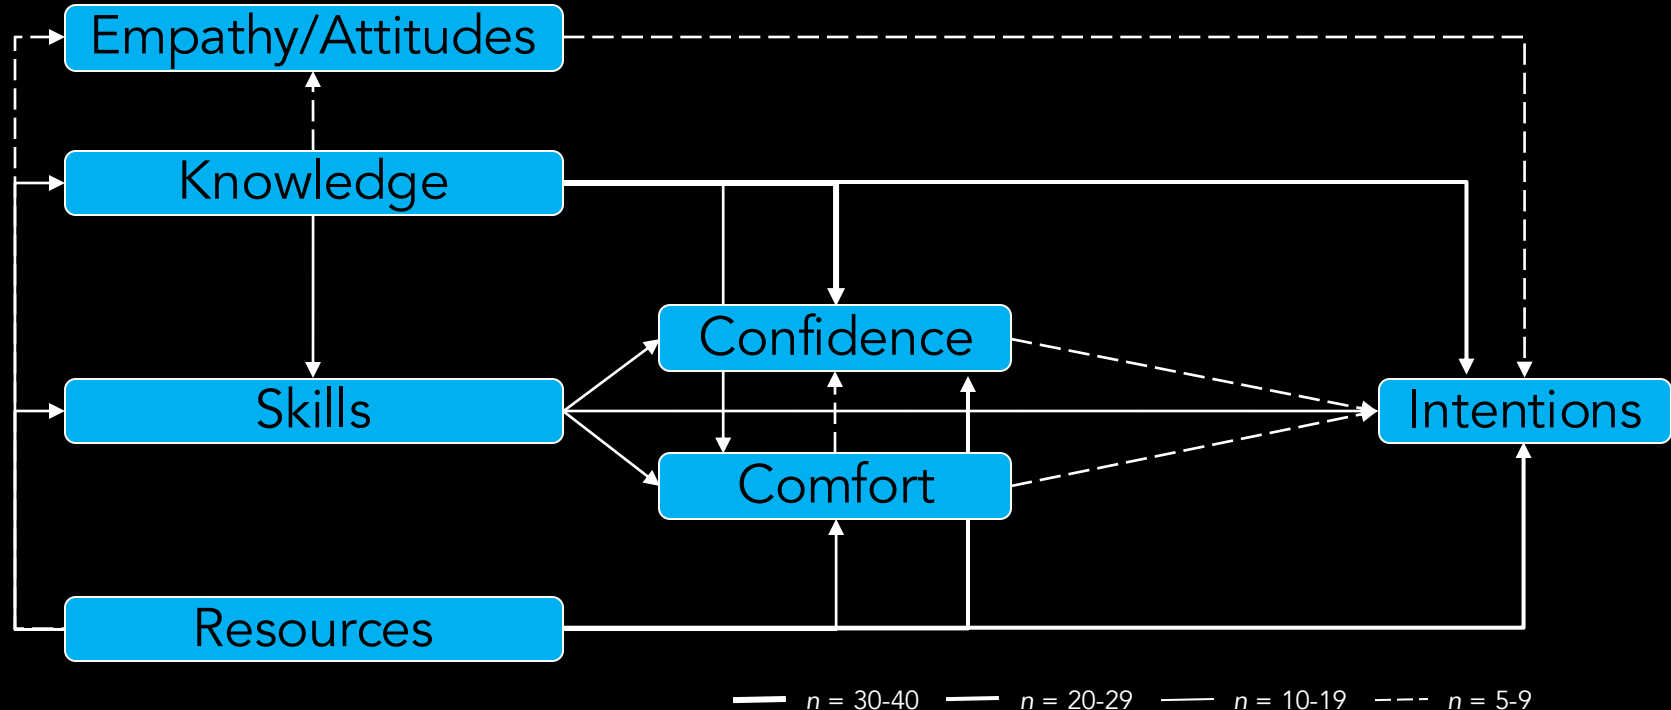 Empathy/Attitudes
Knowledge
Confidence
Skills
Intentions
Comfort
Resources
n = 30-40 n = 20-29 n = 10-19 n = 5-9